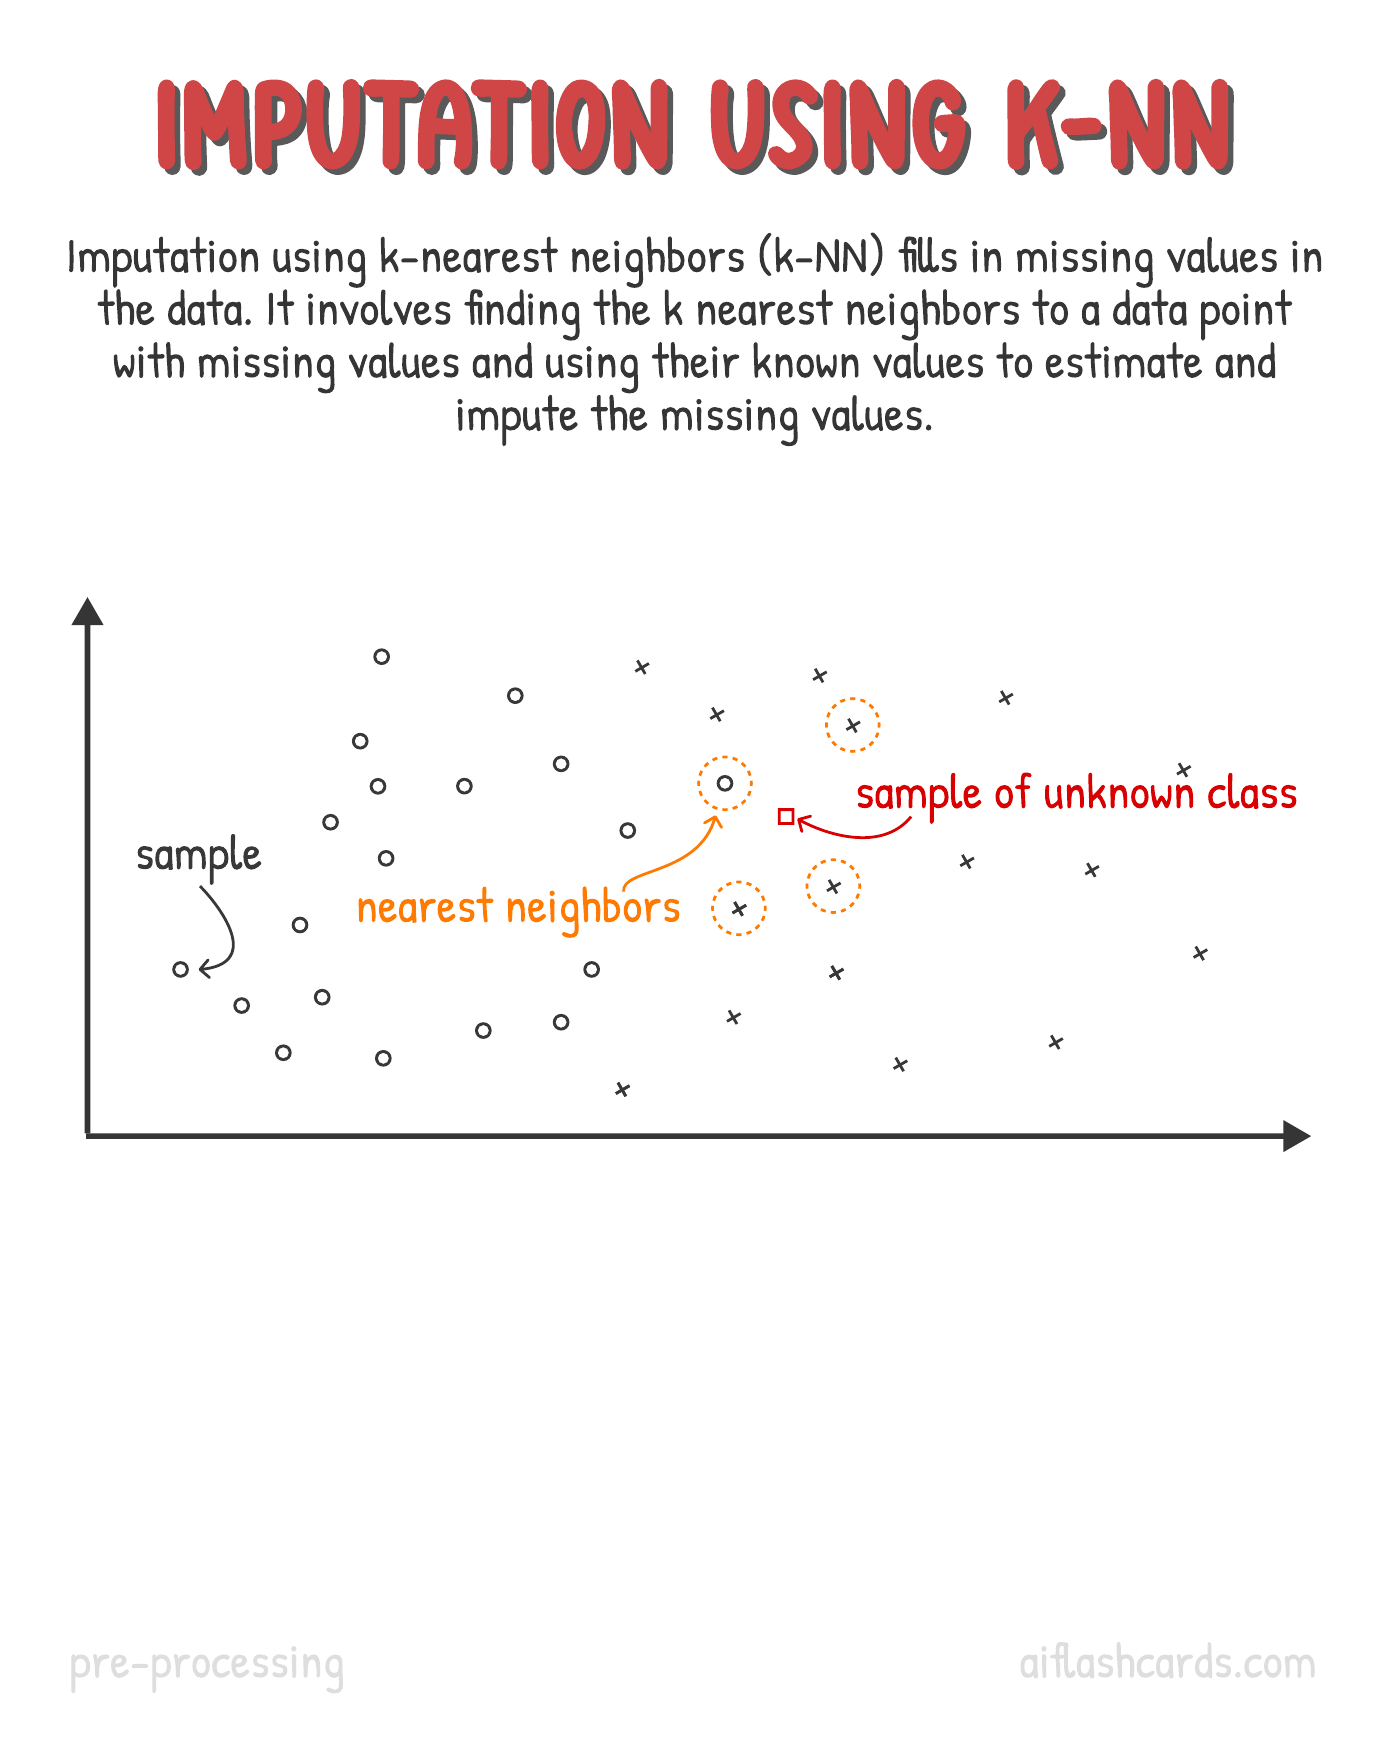 IMPUTATION USING K-NN
Imputation using k-nearest neighbors (k-NN) fills in missing values in
the data. It involves finding the k nearest neighbors to a data point
with missing values and using their known values to estimate and
impute the missing values.
sample of unknown class
sample
nearest neighbors
pre-processing
aiflashcards.com